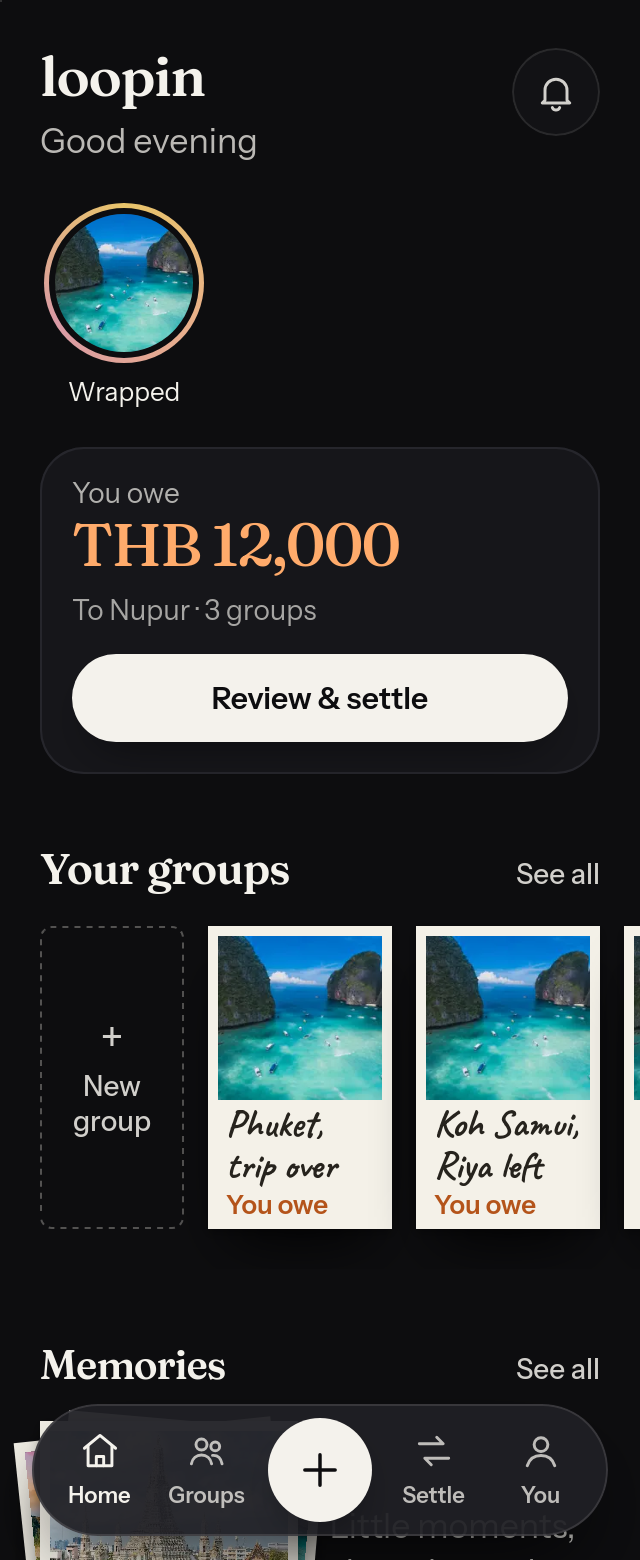 loopin
Good evening
Wrapped
You owe
THB 12,000
To Nupur · 3 groups
Review & settle
Your groups
See all
+
New
group
Phuket,
trip over
You owe
Koh Samui,
Riya left
You owe
Memories
See all
Little moments,
Home
Groups
Settle
You